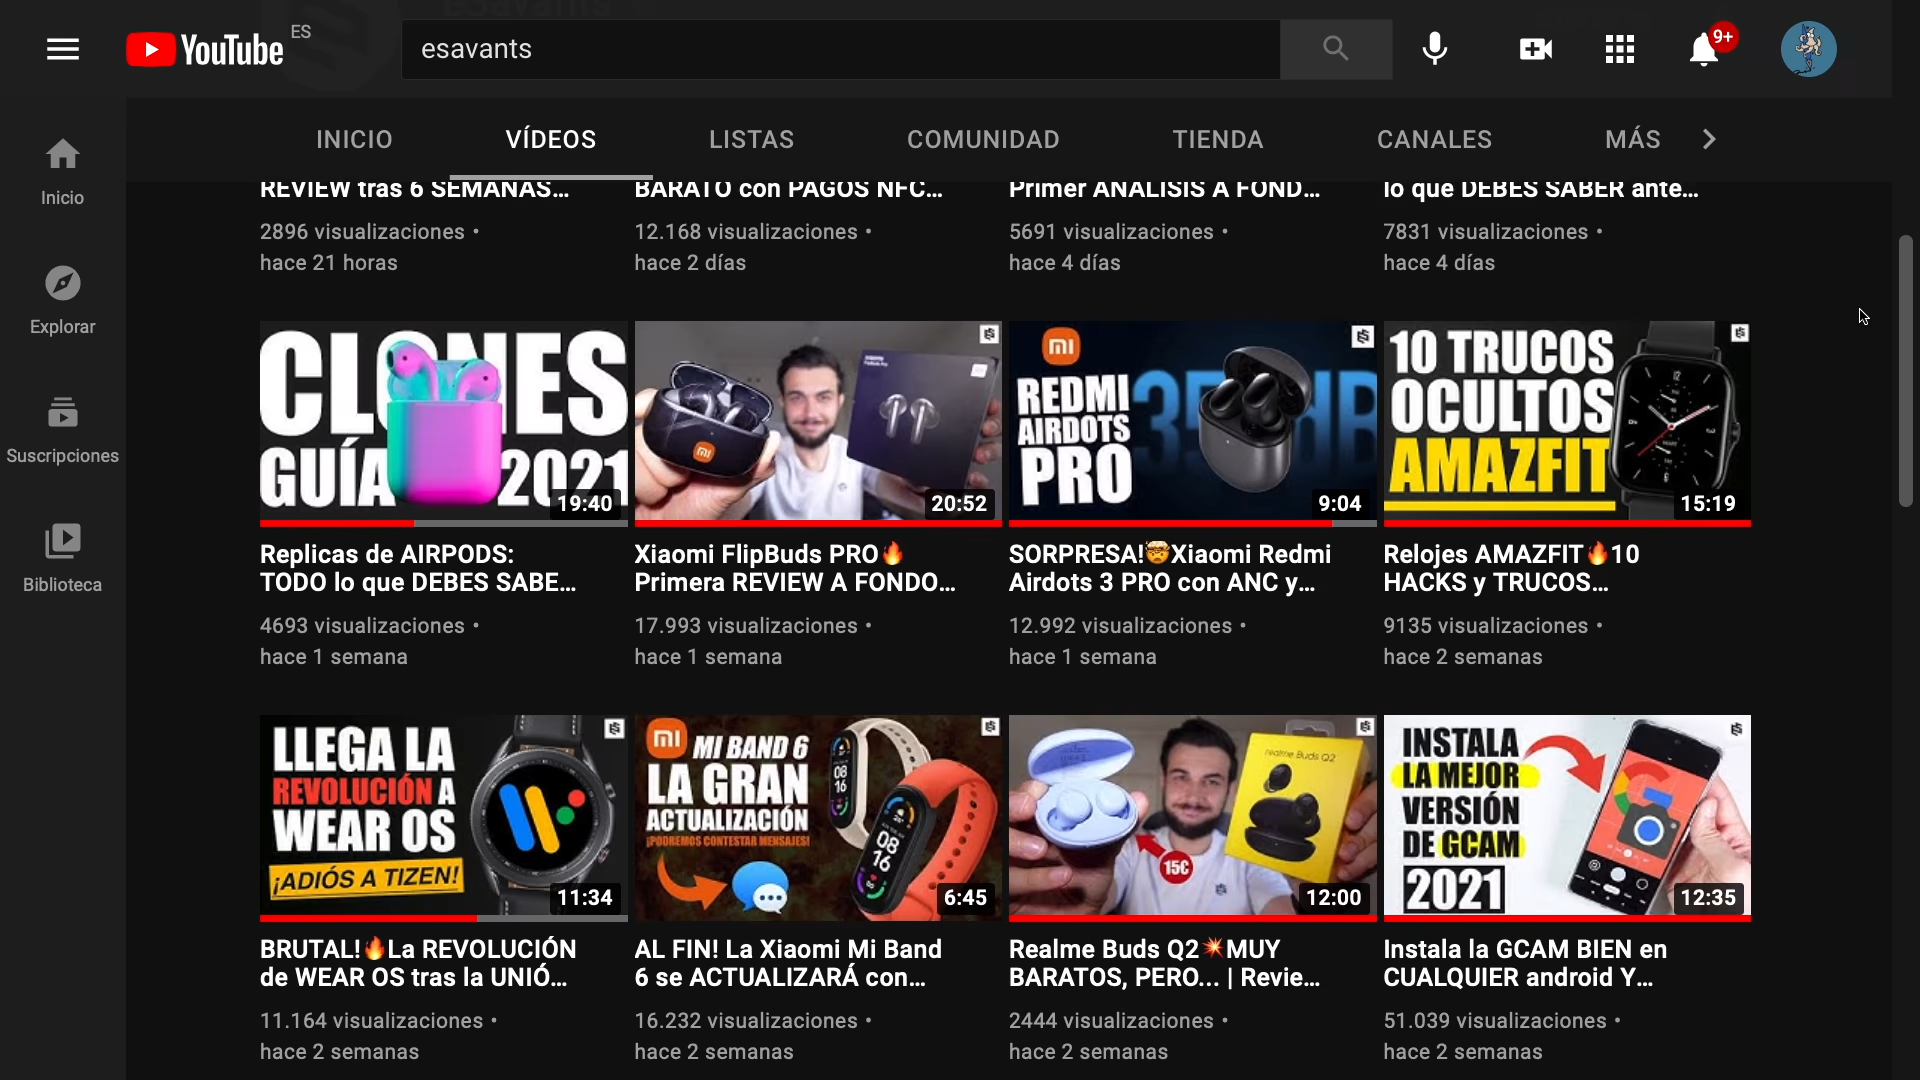 YouTube
ES
esavants
9+
INICIO
VÍDEOS
LISTAS
COMUNIDAD
TIENDA
CANALES
MÁS
Inicio
Explorar
Suscripciones
Biblioteca
REVIEW tras 6 SEMANAS...
2896 visualizaciones •
hace 21 horas
BARATO con PAGOS NFC...
12.168 visualizaciones •
hace 2 días
Primer ANÁLISIS A FOND...
5691 visualizaciones •
hace 4 días
lo que DEBES SABER ante...
7831 visualizaciones •
hace 4 días
CLONES
GUÍA 2021
19:40
Replicas de AIRPODS:
TODO lo que DEBES SABE...
4693 visualizaciones •
hace 1 semana
20:52
Xiaomi FlipBuds PRO🔥
Primera REVIEW A FONDO...
17.993 visualizaciones •
hace 1 semana
REDMI
AIRDOTS
PRO
35
9:04
SORPRESA!🤯Xiaomi Redmi
Airdots 3 PRO con ANC y...
12.992 visualizaciones •
hace 1 semana
10 TRUCOS
OCULTOS
AMAZFIT
15:19
Relojes AMAZFIT🔥10
HACKS y TRUCOS...
9135 visualizaciones •
hace 2 semanas
LLEGA LA
REVOLUCIÓN A
WEAR OS
¡ADIÓS A TIZEN!
11:34
BRUTAL!🔥La REVOLUCIÓN
de WEAR OS tras la UNIÓ...
11.164 visualizaciones •
hace 2 semanas
MI BAND 6
LA GRAN
ACTUALIZACIÓN
¡PODREMOS CONTESTAR MENSAJES!
08
16
08
16
6:45
AL FIN! La Xiaomi Mi Band
6 se ACTUALIZARÁ con...
16.232 visualizaciones •
hace 2 semanas
realme Buds Q2
15€
12:00
Realme Buds Q2💥MUY
BARATOS, PERO... | Revie...
2444 visualizaciones •
hace 2 semanas
INSTALA
LA MEJOR
VERSIÓN
DE GCAM
2021
12:35
Instala la GCAM BIEN en
CUALQUIER android Y...
51.039 visualizaciones •
hace 2 semanas